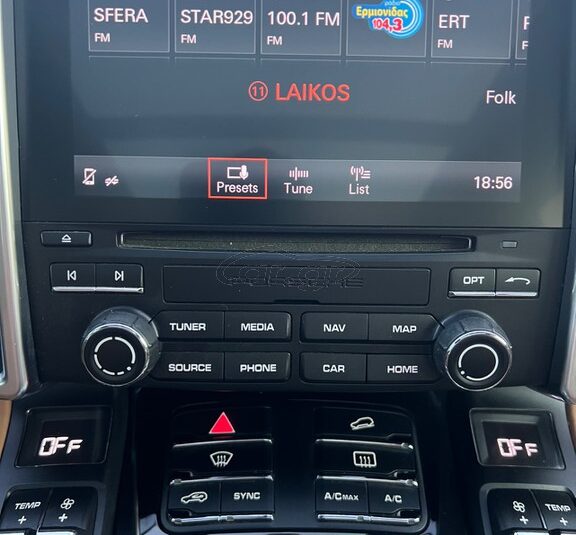 SFERA STAR929 100.1 FM ράδιο Ερμιονίδας 104,3 ERT
FM FM FM FM
⑪ LAIKOS
Folk
Presets Tune List 18:56
OPT
TUNER MEDIA NAV MAP
SOURCE PHONE CAR HOME
OFF OFF
SYNC A/C MAX A/C
TEMP TEMP
+ + + +